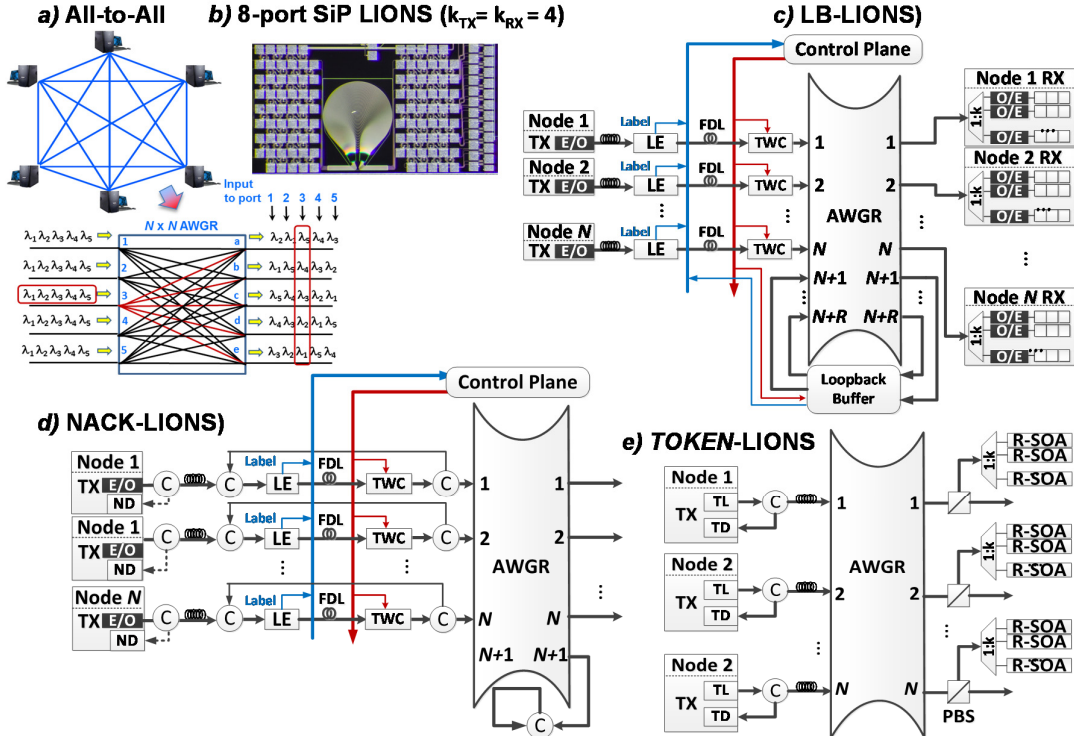 a) All-to-All
b) 8-port SiP LIONS (kTX= kRX = 4)
Input to port
1 2 3 4 5
N x N AWGR
λ1 λ2 λ3 λ4 λ5
1
a
λ1 λ2 λ3 λ4 λ5
2
b
λ5 λ4 λ3 λ2
λ1 λ2 λ3 λ4 λ5
3
c
λ5 λ4 λ3 λ2 λ1
λ1 λ2 λ3 λ4 λ5
4
d
λ4 λ3 λ2 λ1 λ5
λ1 λ2 λ3 λ4 λ5
5
e
λ3 λ2 λ1 λ5 λ4
c) LB-LIONS)
Control Plane
Node 1
TX E/O
Label
LE
FDL
TWC
1
1
Node 2
TX E/O
Label
LE
TWC
2
2
...
AWGR
Node N
TX E/O
Label
LE
TWC
N
N
N+1
N+1
N+R
N+R
Loopback
Buffer
Node 1 RX
1:k
O/E
O/E
O/E
Node 2 RX
1:k
O/E
O/E
O/E
...
Node N RX
1:k
O/E
O/E
O/E
d) NACK-LIONS)
Control Plane
Node 1
TX E/O
ND
C
C
Label
LE
FDL
TWC
C
1
1
Node 1
TX E/O
ND
C
C
Label
LE
FDL
TWC
C
2
2
...
AWGR
Node N
TX E/O
ND
C
C
Label
LE
FDL
TWC
C
N
N
N+1
N+1
C
e) TOKEN-LIONS
Node 1
TX
TL
TD
C
1
1
1:k
R-SOA
R-SOA
R-SOA
Node 2
TX
TL
TD
C
2
2
AWGR
1:k
R-SOA
R-SOA
R-SOA
...
Node 2
TX
TL
TD
C
N
N
1:k
R-SOA
R-SOA
R-SOA
PBS